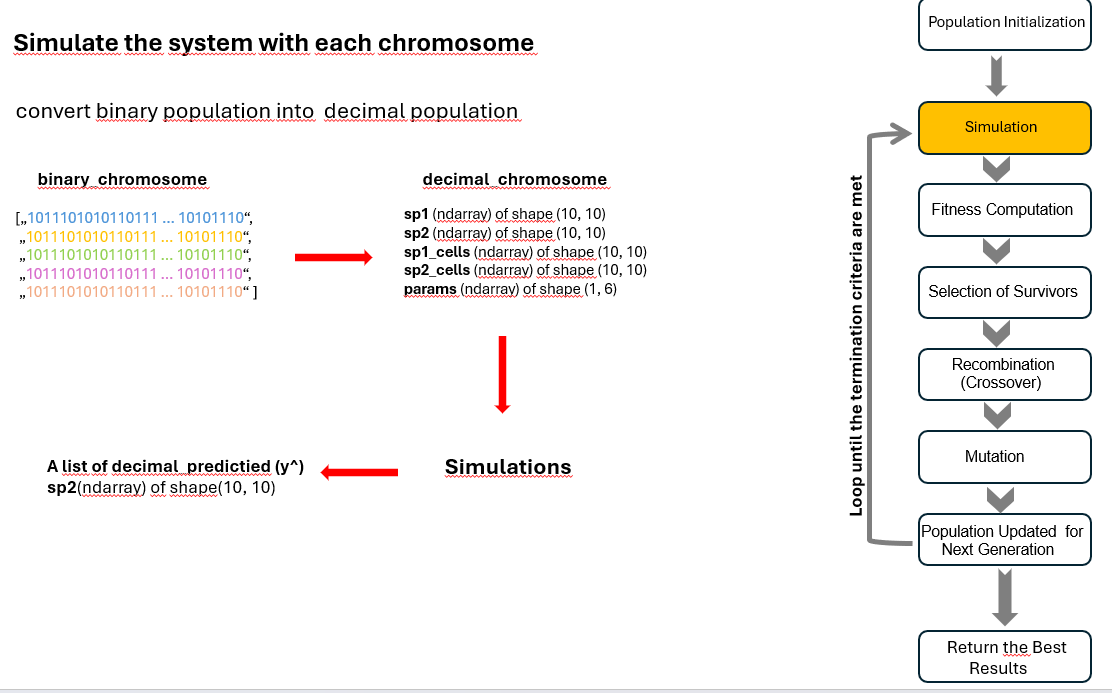 Simulate the system with each chromosome
convert binary population into decimal population
binary_chromosome
[„1011101010110111 ... 10101110“,
„1011101010110111 ... 10101110“,
„1011101010110111 ... 10101110“,
„1011101010110111 ... 10101110“,
„1011101010110111 ... 10101110“ ]
decimal_chromosome
sp1 (ndarray) of shape (10, 10)
sp2 (ndarray) of shape (10, 10)
sp1_cells (ndarray) of shape (10, 10)
sp2_cells (ndarray) of shape (10, 10)
params (ndarray) of shape (1, 6)
Simulations
A list of decimal_predictied (y^)
sp2(ndarray) of shape(10, 10)
Loop until the termination criteria are met
Population Initialization
Simulation
Fitness Computation
Selection of Survivors
Recombination
(Crossover)
Mutation
Population Updated for
Next Generation
Return the Best
Results